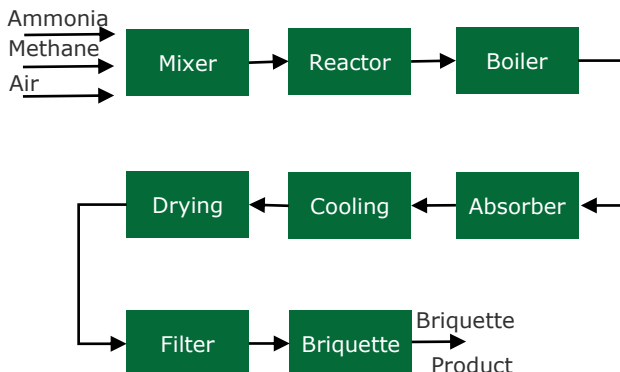 Ammonia
Methane
Air
Mixer
Reactor
Boiler
Drying
Cooling
Absorber
Filter
Briquette
Briquette
Product